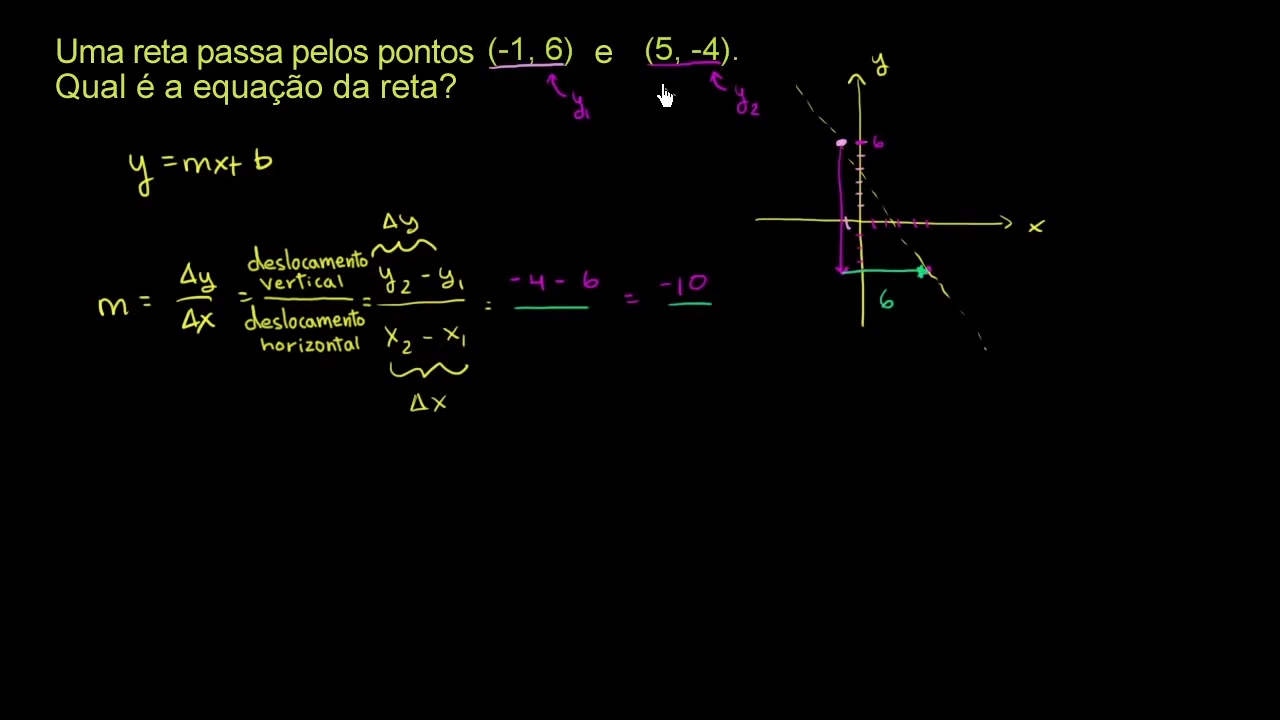 Uma reta passa pelos pontos (-1, 6) e (5, -4).
Qual é a equação da reta?
y₁
y₂
y
6
x
6
y = mx + b
m = Δy/Δx = deslocamento vertical/deslocamento horizontal = y₂ - y₁/x₂ - x₁ = -4 - 6 = -10
Δy
Δx